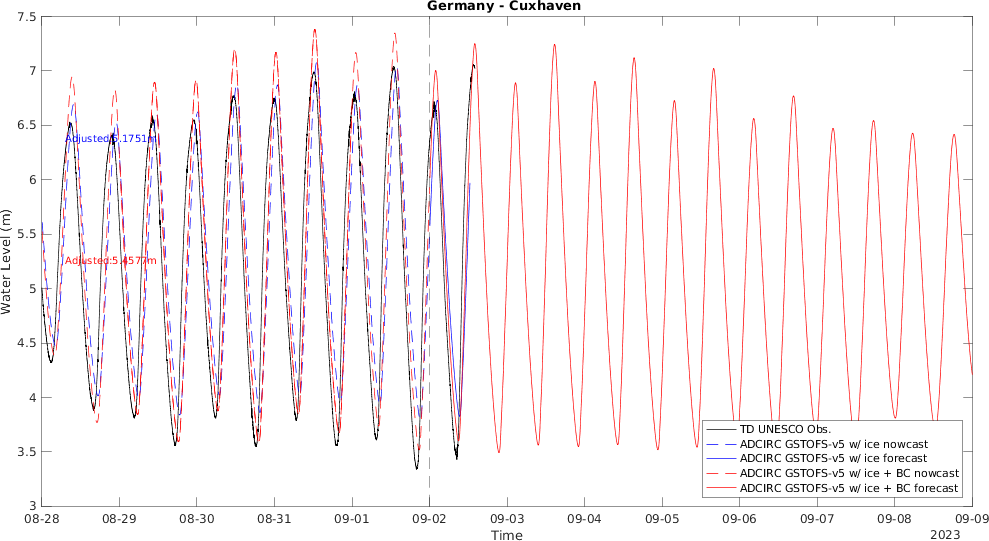 Germany - Cuxhaven
7.5
7
6.5
6
5.5
5
4.5
4
3.5
3
Water Level (m)
Adjusted:5.1751m
Adjusted:5.4577m
TD UNESCO Obs.
ADCIRC GSTOFS-v5 w/ ice nowcast
ADCIRC GSTOFS-v5 w/ ice forecast
ADCIRC GSTOFS-v5 w/ ice + BC nowcast
ADCIRC GSTOFS-v5 w/ ice + BC forecast
08-28 08-29 08-30 08-31 09-01 09-02 09-03 09-04 09-05 09-06 09-07 09-08 09-09
Time
2023